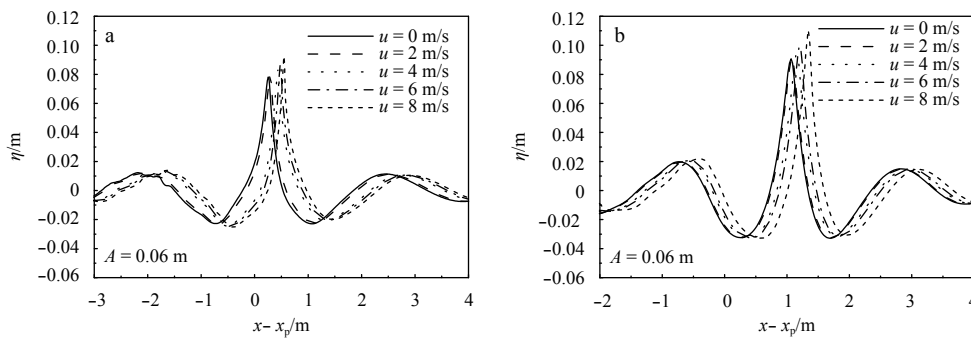 0.12
0.10
0.08
0.06
0.04
0.02
0
−0.02
−0.04
−0.06
η/m
a
u = 0 m/s
u = 2 m/s
u = 4 m/s
u = 6 m/s
u = 8 m/s
A = 0.06 m
−3 −2 −1 0 1 2 3 4
x− xp/m
0.12
0.10
0.08
0.06
0.04
0.02
0
−0.02
−0.04
−0.06
η/m
b
u = 0 m/s
u = 2 m/s
u = 4 m/s
u = 6 m/s
u = 8 m/s
A = 0.06 m
−2 −1 0 1 2 3 4
x− xp/m